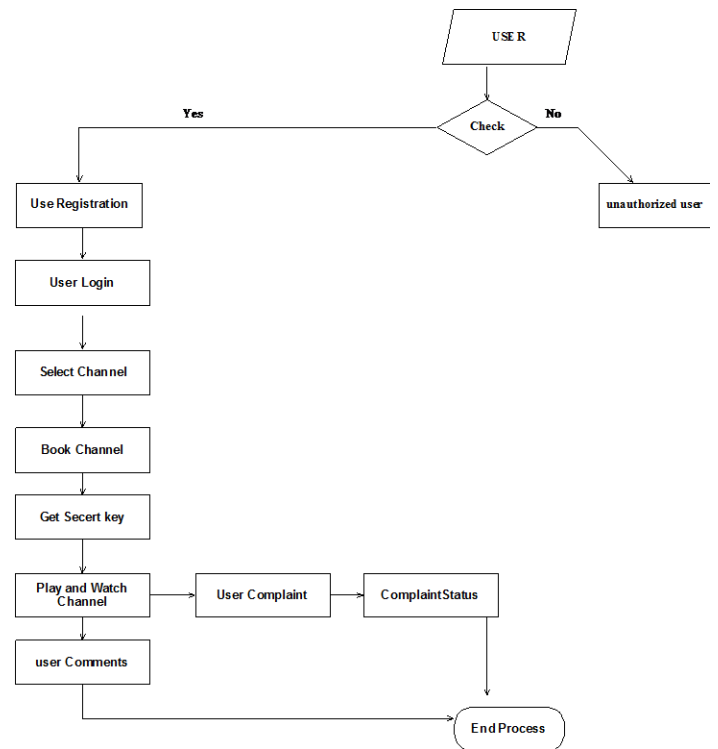 USER
Check
Yes
No
Use Registration
unauthorized user
User Login
Select Channel
Book Channel
Get Secert key
Play and Watch
Channel
User Complaint
ComplaintStatus
user Comments
End Process